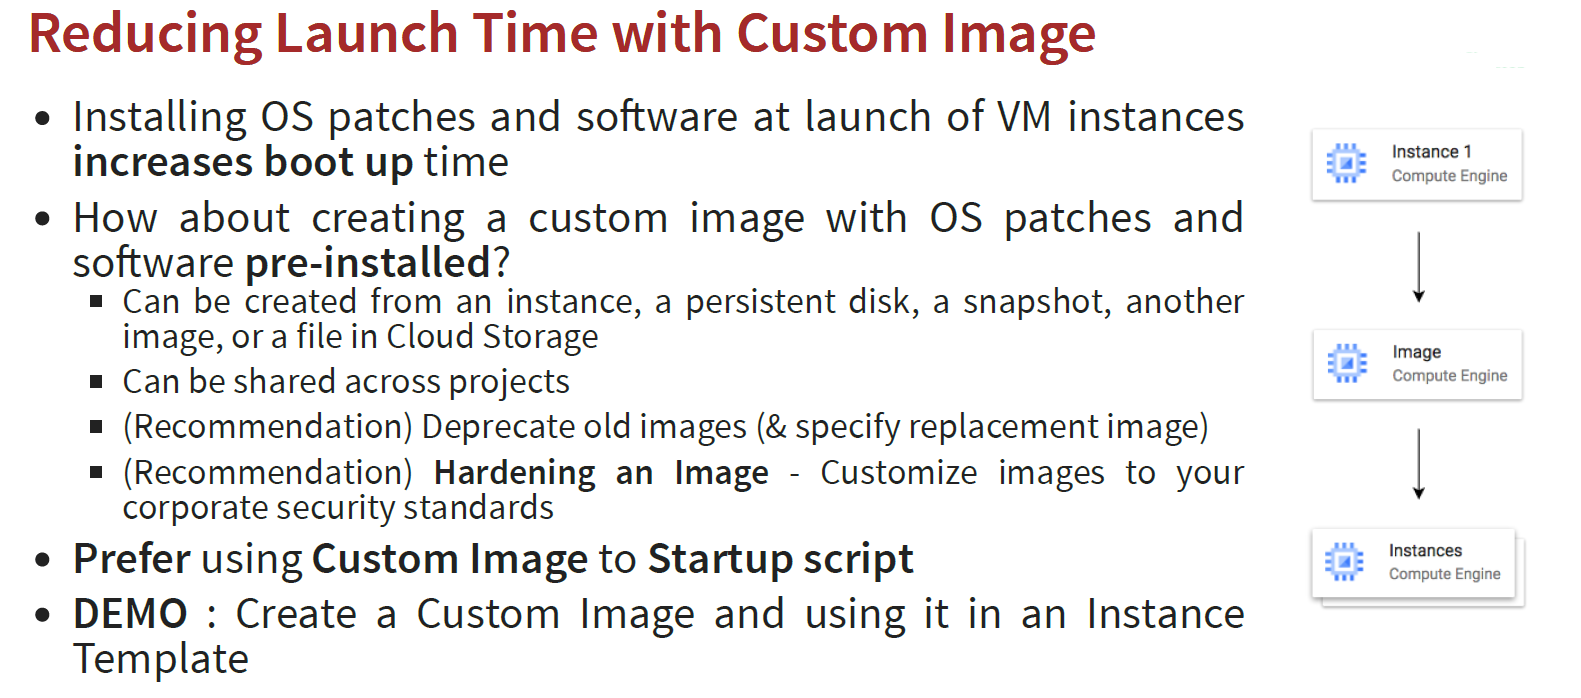 Reducing Launch Time with Custom Image
• Installing OS patches and software at launch of VM instances
increases boot up time
• How about creating a custom image with OS patches and
software pre-installed?
▪ Can be created from an instance, a persistent disk, a snapshot, another
image, or a file in Cloud Storage
▪ Can be shared across projects
▪ (Recommendation) Deprecate old images (& specify replacement image)
▪ (Recommendation) Hardening an Image - Customize images to your
corporate security standards
• Prefer using Custom Image to Startup script
• DEMO : Create a Custom Image and using it in an Instance
Template
Instance 1
Compute Engine
Image
Compute Engine
Instances
Compute Engine